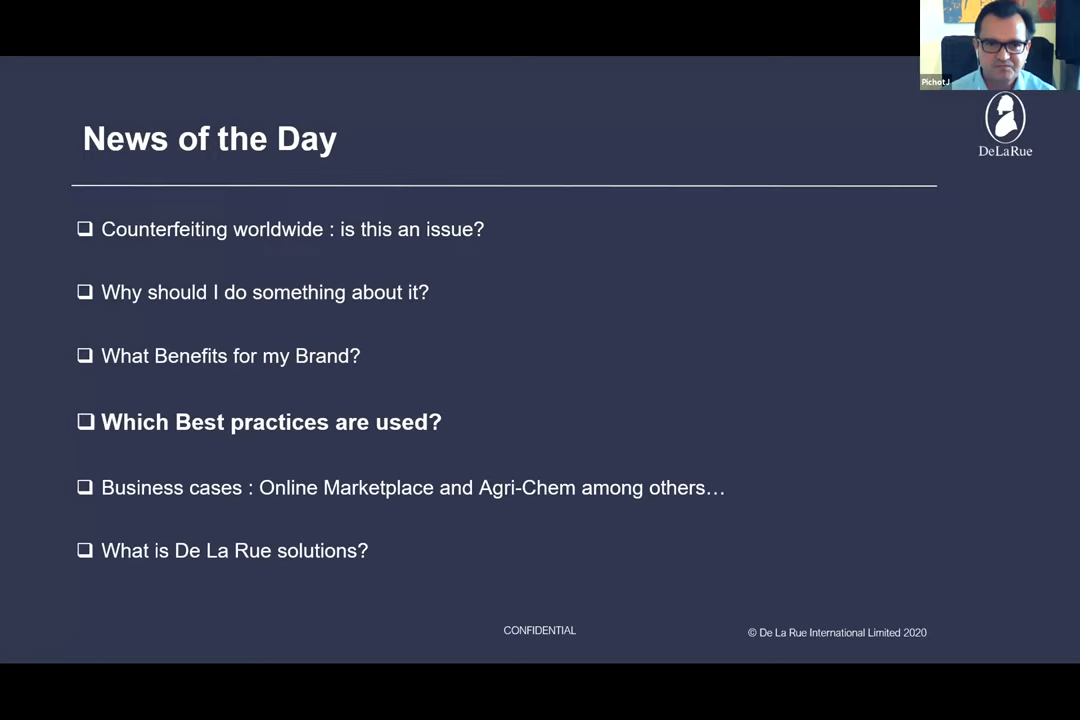 Pichot J
DeLaRue
News of the Day
❑ Counterfeiting worldwide : is this an issue?
❑ Why should I do something about it?
❑ What Benefits for my Brand?
❑ Which Best practices are used?
❑ Business cases : Online Marketplace and Agri-Chem among others…
❑ What is De La Rue solutions?
CONFIDENTIAL
© De La Rue International Limited 2020